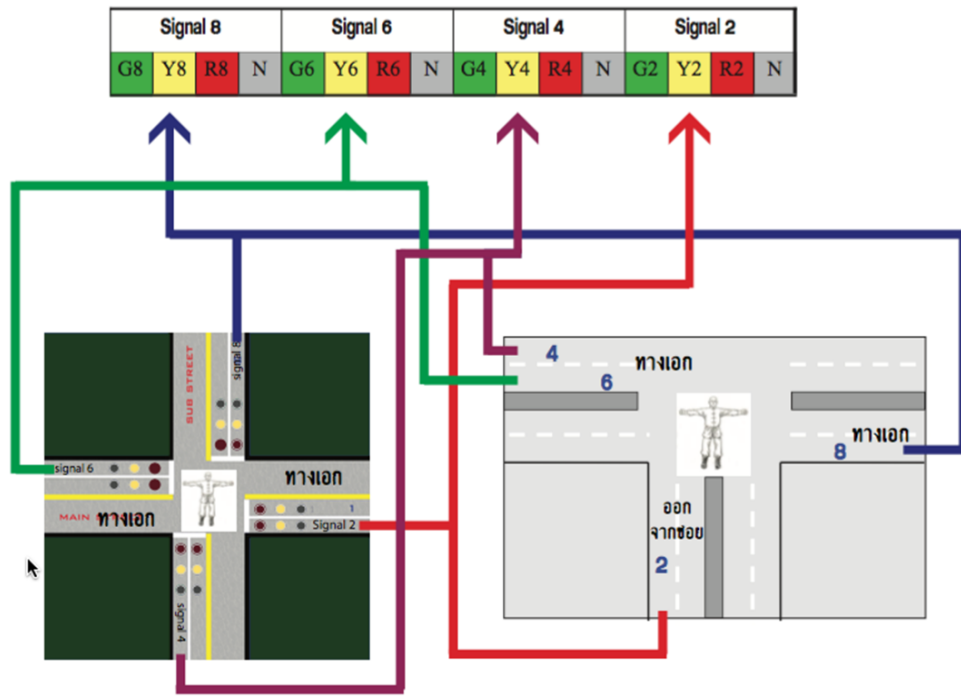 Signal 8 Signal 6 Signal 4 Signal 2
G8 Y8 R8 N G6 Y6 R6 N G4 Y4 R4 N G2 Y2 R2 N
SUB STREET
signal 8
signal 6
ทางเอก
MAIN
ทางเอก
1
Signal 2
signal 4
4
ทางเอก
6
ทางเอก
8
ออก
จากซอย
2